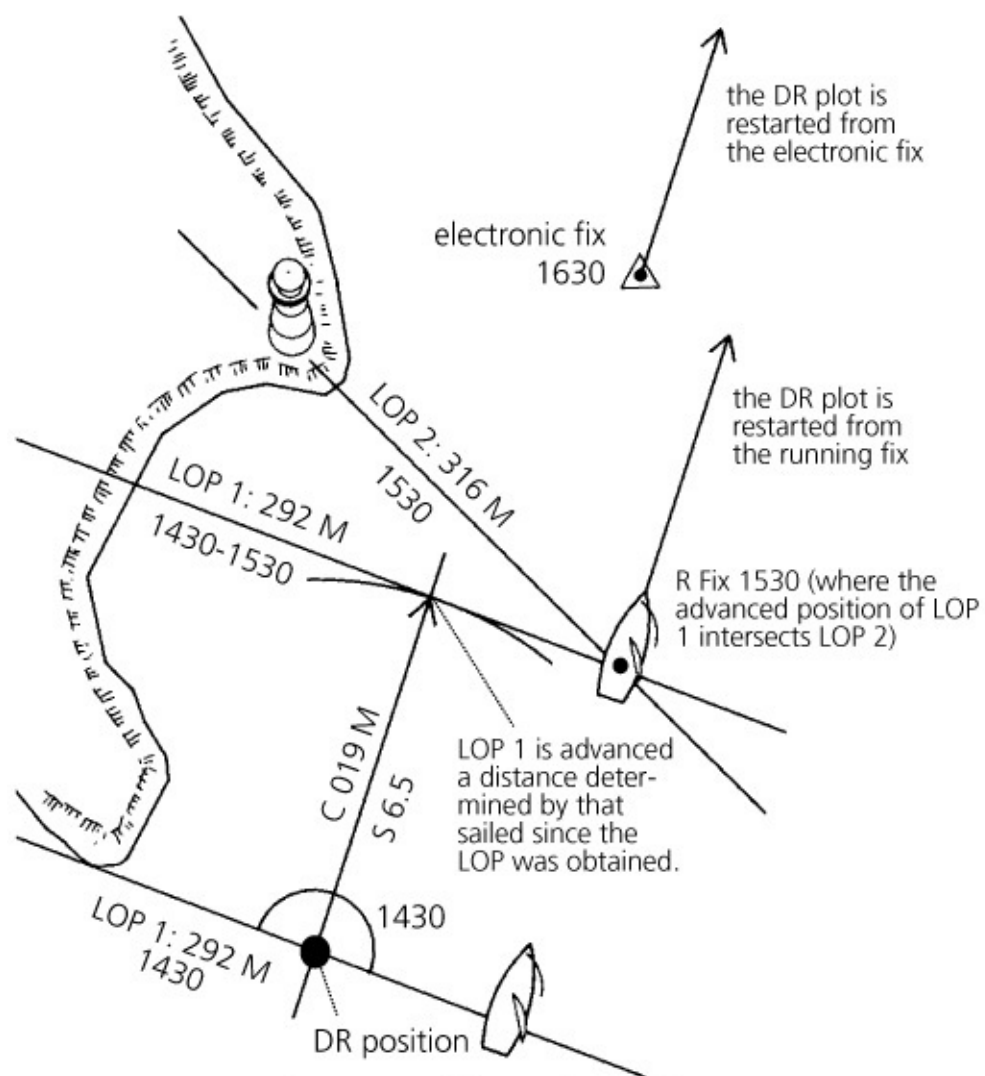 the DR plot is
restarted from
the electronic fix
electronic fix
1630
the DR plot is
restarted from
the running fix
LOP 2: 316 M
1530
LOP 1: 292 M
1430-1530
R Fix 1530 (where the
advanced position of LOP
1 intersects LOP 2)
C 019 M
S 6.5
LOP 1 is advanced
a distance deter-
mined by that
sailed since the
LOP was obtained.
1430
LOP 1: 292 M
1430
DR position